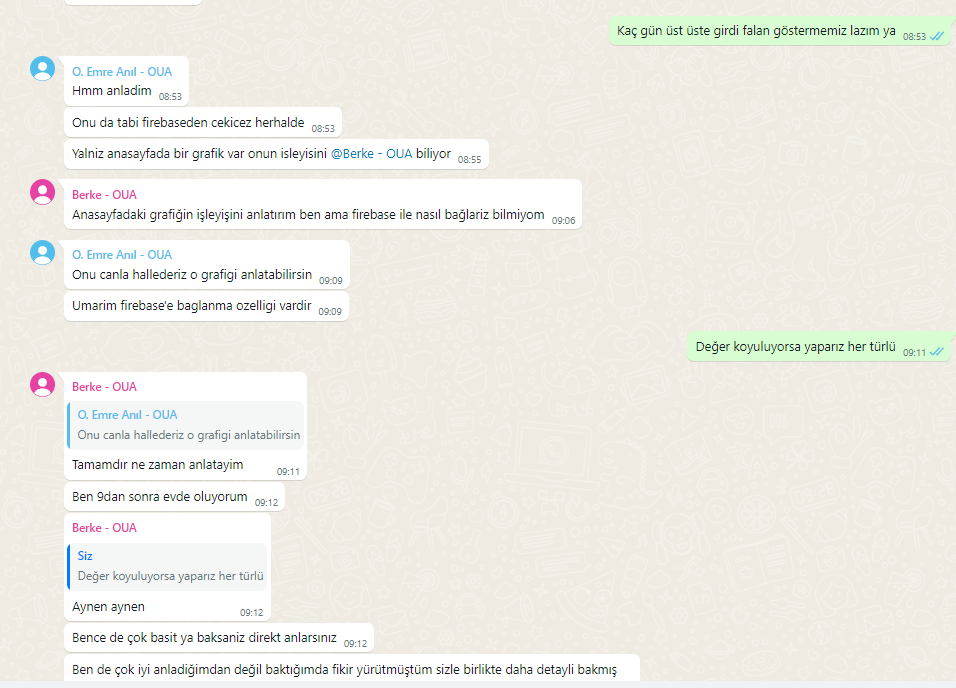 Kaç gün üst üste girdi falan göstermemiz lazım ya 08:53
O. Emre Anıl - OUA
Hmm anladim 08:53
Onu da tabi firebaseden cekicez herhalde 08:53
Yalniz anasayfada bir grafik var onun isleyisini @Berke - OUA biliyor 08:55
Berke - OUA
Anasayfadaki grafiğin işleyişini anlatırım ben ama firebase ile nasıl bağlariz bilmiyom 09:06
O. Emre Anıl - OUA
Onu canla hallederiz o grafigi anlatabilirsin 09:09
Umarim firebase'e baglanma ozelligi vardir 09:09
Değer koyuluyorsa yaparız her türlü 09:11
Berke - OUA
O. Emre Anıl - OUA
Onu canla hallederiz o grafigi anlatabilirsin
Tamamdır ne zaman anlatayim 09:11
Ben 9dan sonra evde oluyorum 09:12
Berke - OUA
Siz
Değer koyuluyorsa yaparız her türlü
Aynen aynen 09:12
Bence de çok basit ya baksaniz direkt anlarsınız 09:12
Ben de çok iyi anladiğimdan değil baktığımda fikir yürütmüştüm sizle birlikte daha detayli bakmış